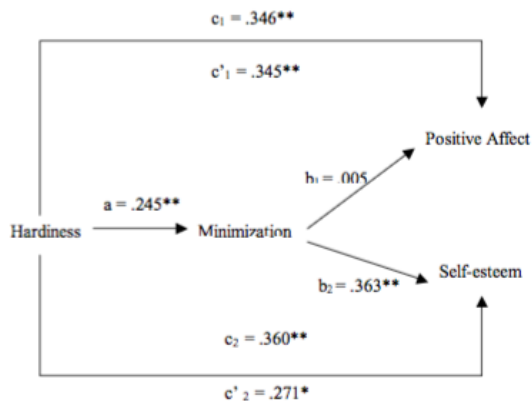 c₁ = .346**
c'₁ = .345**
Positive Affect
b₁ = .005
a = .245**
Hardiness
Minimization
Self-esteem
b₂ = .363**
c₂ = .360**
c'₂ = .271*